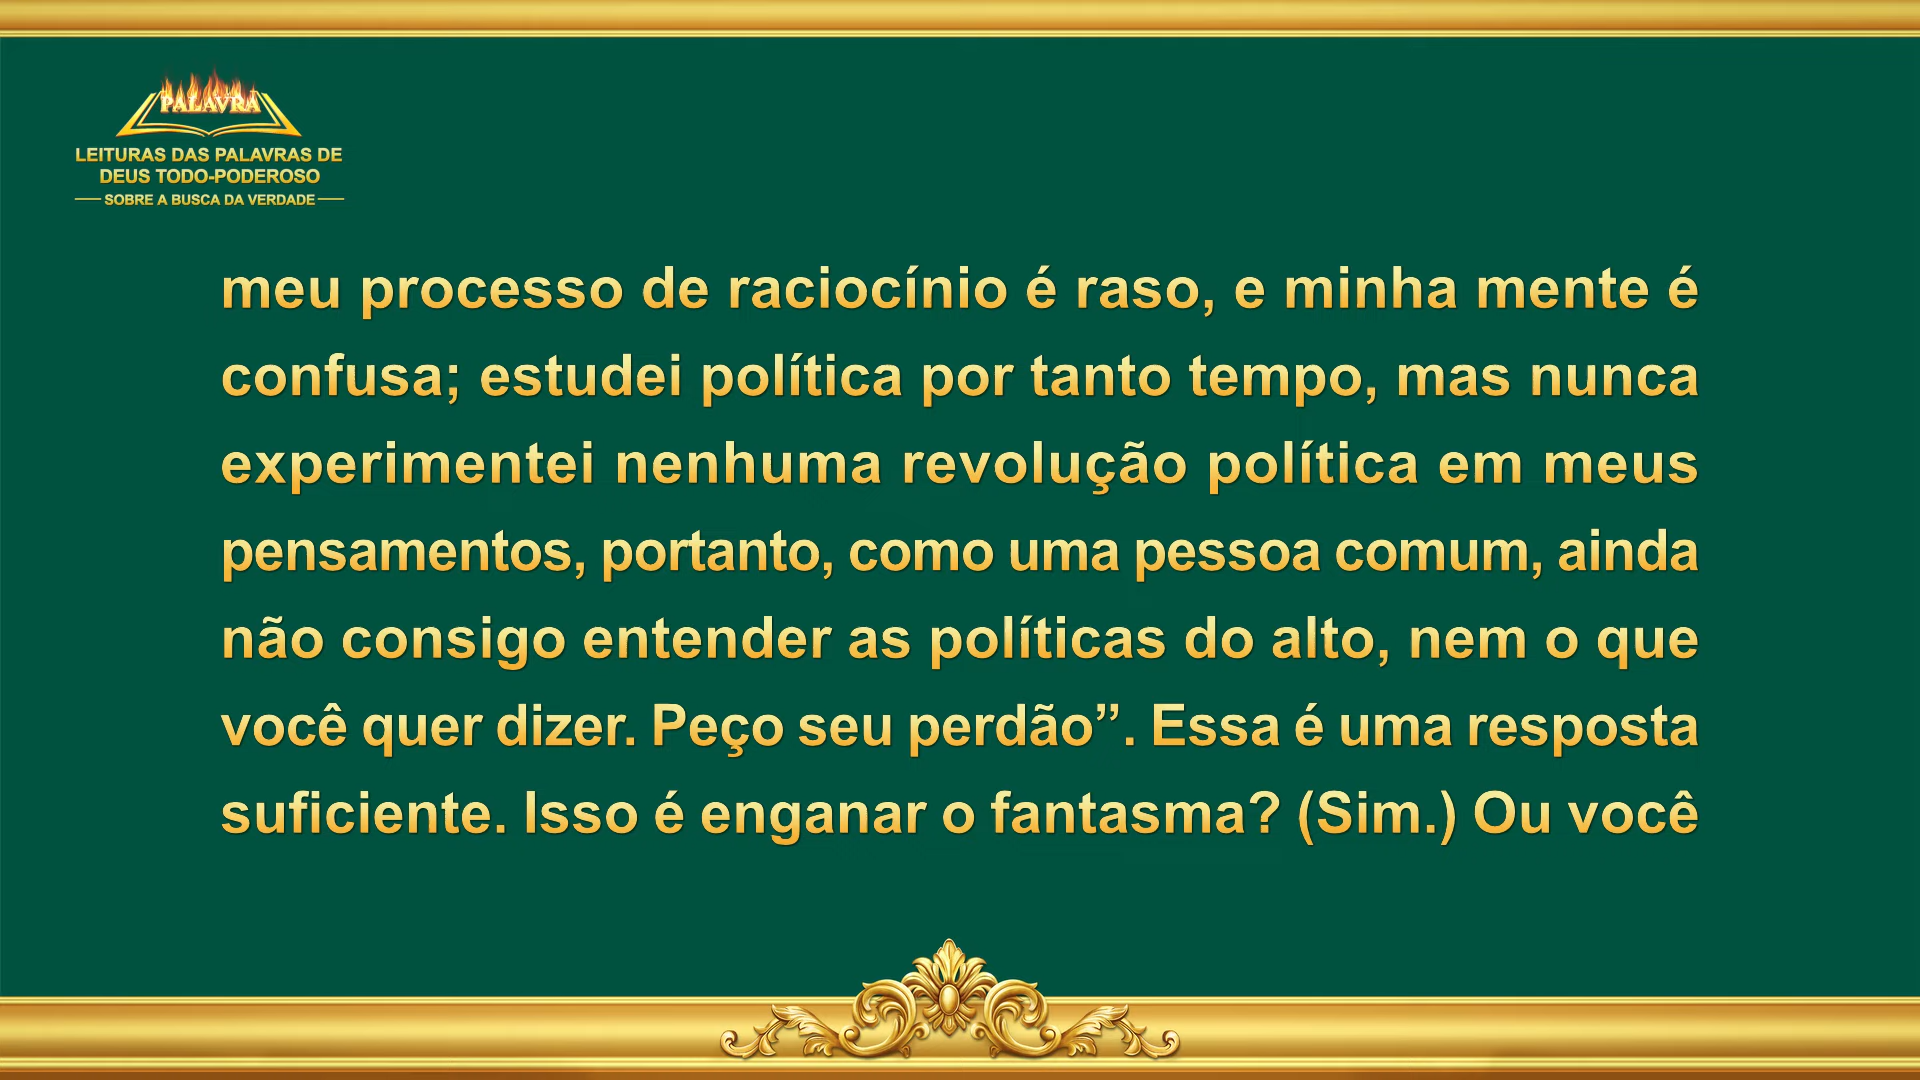 PALAVRA
LEITURAS DAS PALAVRAS DE
DEUS TODO-PODEROSO
SOBRE A BUSCA DA VERDADE
meu processo de raciocínio é raso, e minha mente é
confusa; estudei política por tanto tempo, mas nunca
experimentei nenhuma revolução política em meus
pensamentos, portanto, como uma pessoa comum, ainda
não consigo entender as políticas do alto, nem o que
você quer dizer. Peço seu perdão”. Essa é uma resposta
suficiente. Isso é enganar o fantasma? (Sim.) Ou você